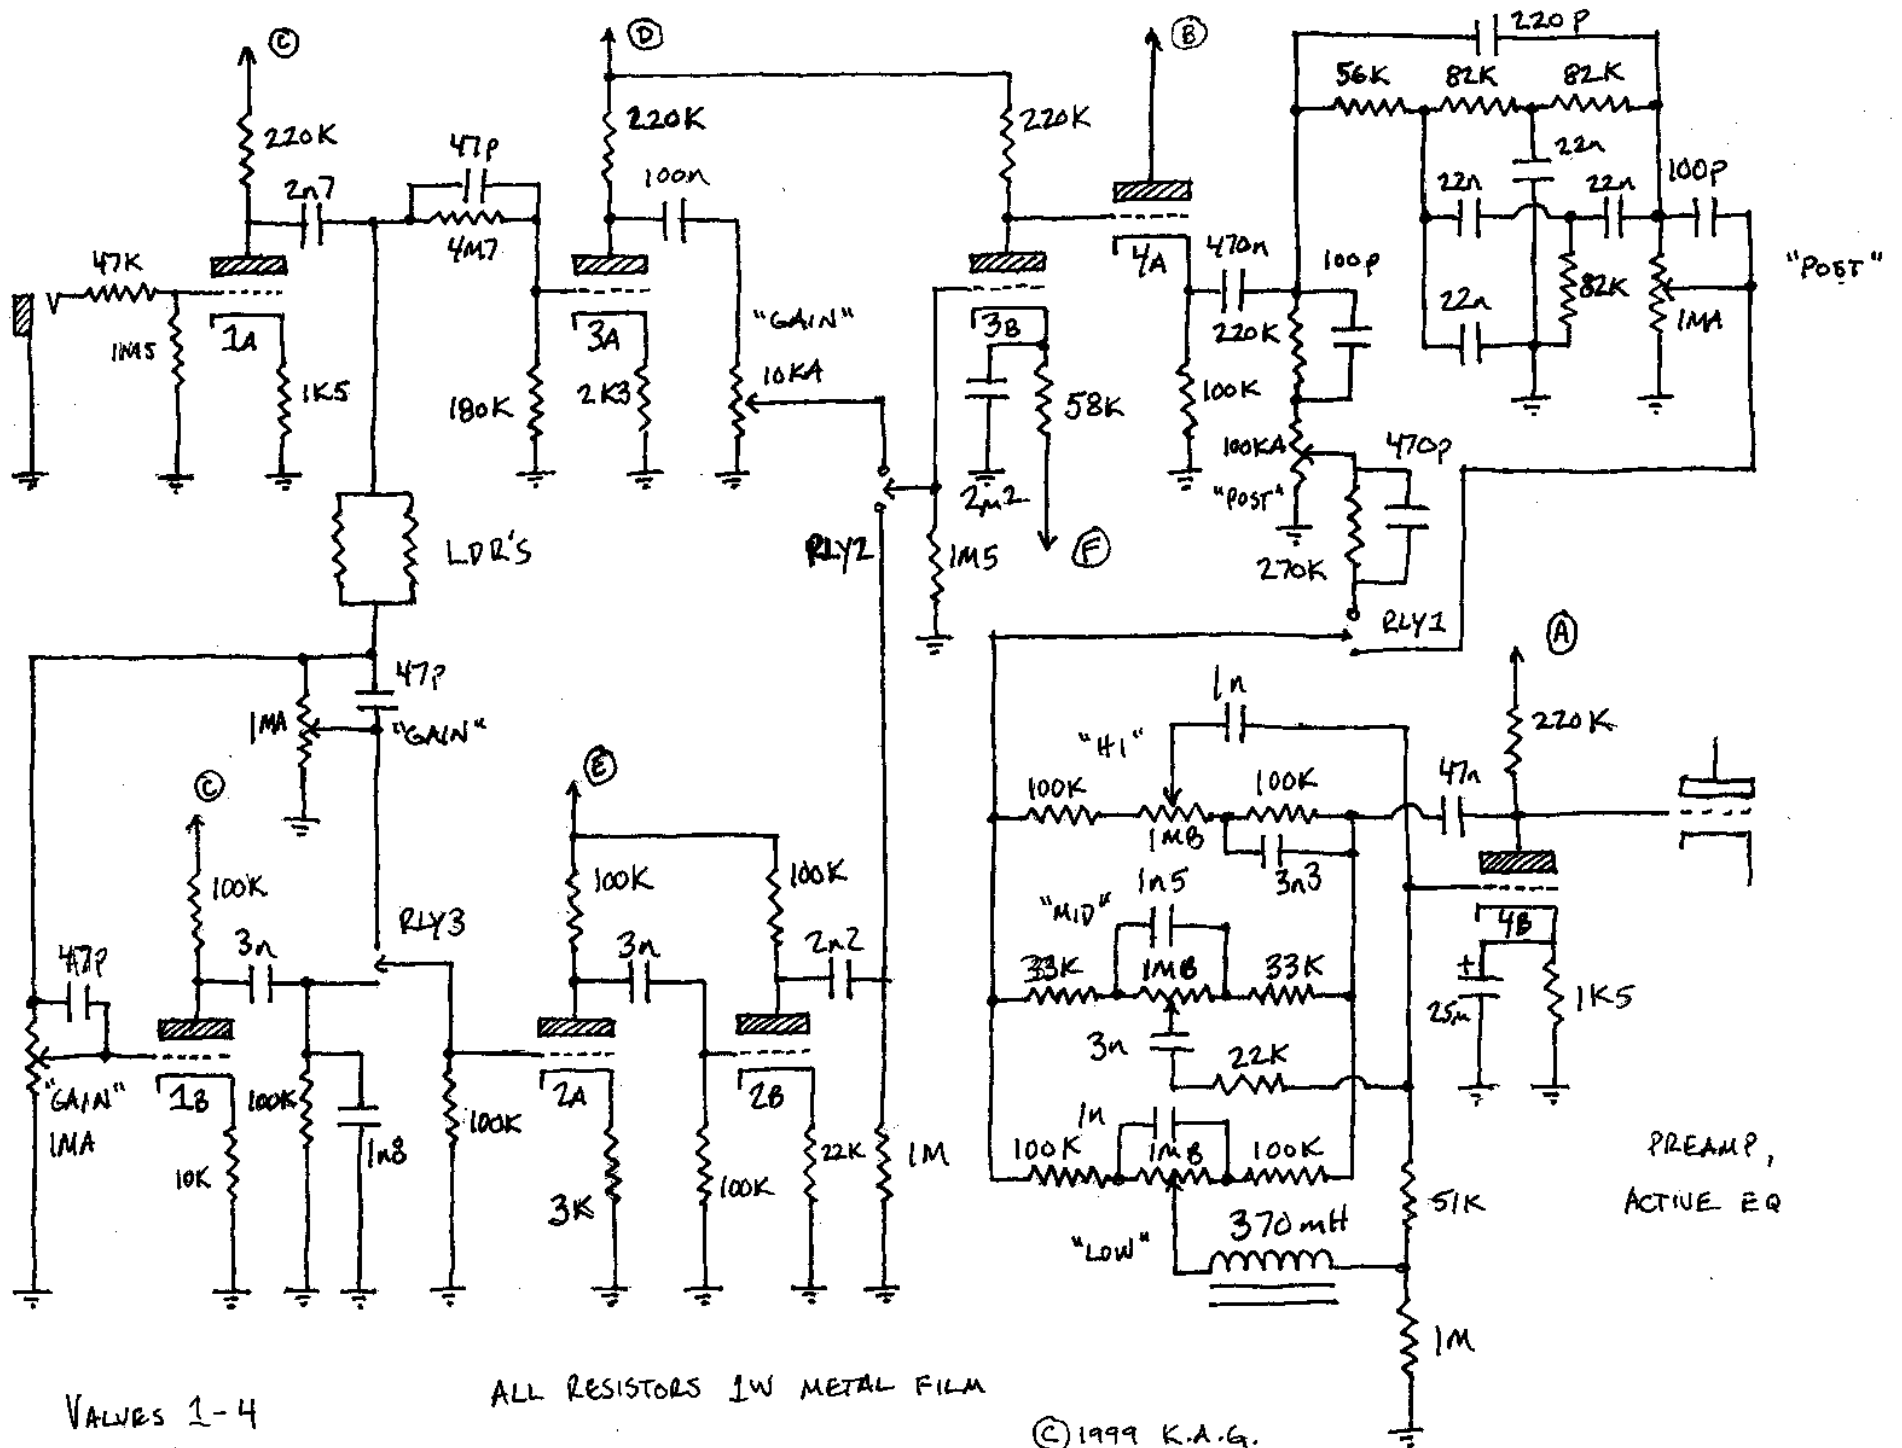 C
D
B
220p
56K
82K
82K
220K
220K
220K
47p
22n
2n7
100n
22n
22n
100p
4M7
47K
4A
470n
100p
"POST"
1M5
1A
3A
"GAIN"
3B
220K
22n
82K
1MA
1K5
180K
2K3
10KA
58K
100K
100KA
470p
"POST"
2µ2
LDR'S
RLY2
1M5
F
270K
RLY1
A
47p
1n
1MA
"GAIN"
"HI"
220K
C
E
100K
100K
47n
1MB
3n3
100K
100K
100K
1n5
"MID"
RLY3
4B
47p
3n
3n
2n2
33K
1MB
33K
+
25µ
1K5
3n
22K
"GAIN"
1B
100K
2A
2B
1n
1MA
1n8
100K
22K
1M
100K
1MB
100K
PREAMP,
10K
3K
100K
51K
ACTIVE EQ
"LOW"
370mH
1M
VALVES 1-4
ALL RESISTORS 1W METAL FILM
© 1999 K.A.G.